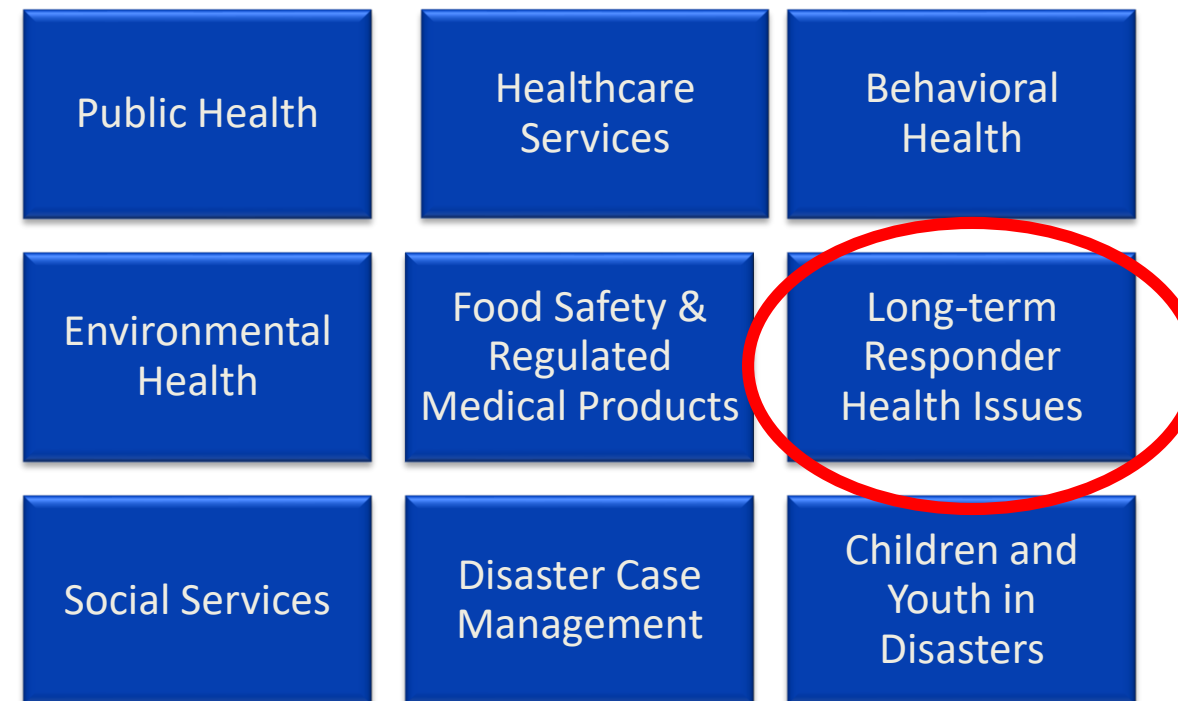 Public Health
Healthcare
Services
Behavioral
Health
Environmental
Health
Food Safety &
Regulated
Medical Products
Long-term
Responder
Health Issues
Social Services
Disaster Case
Management
Children and
Youth in
Disasters